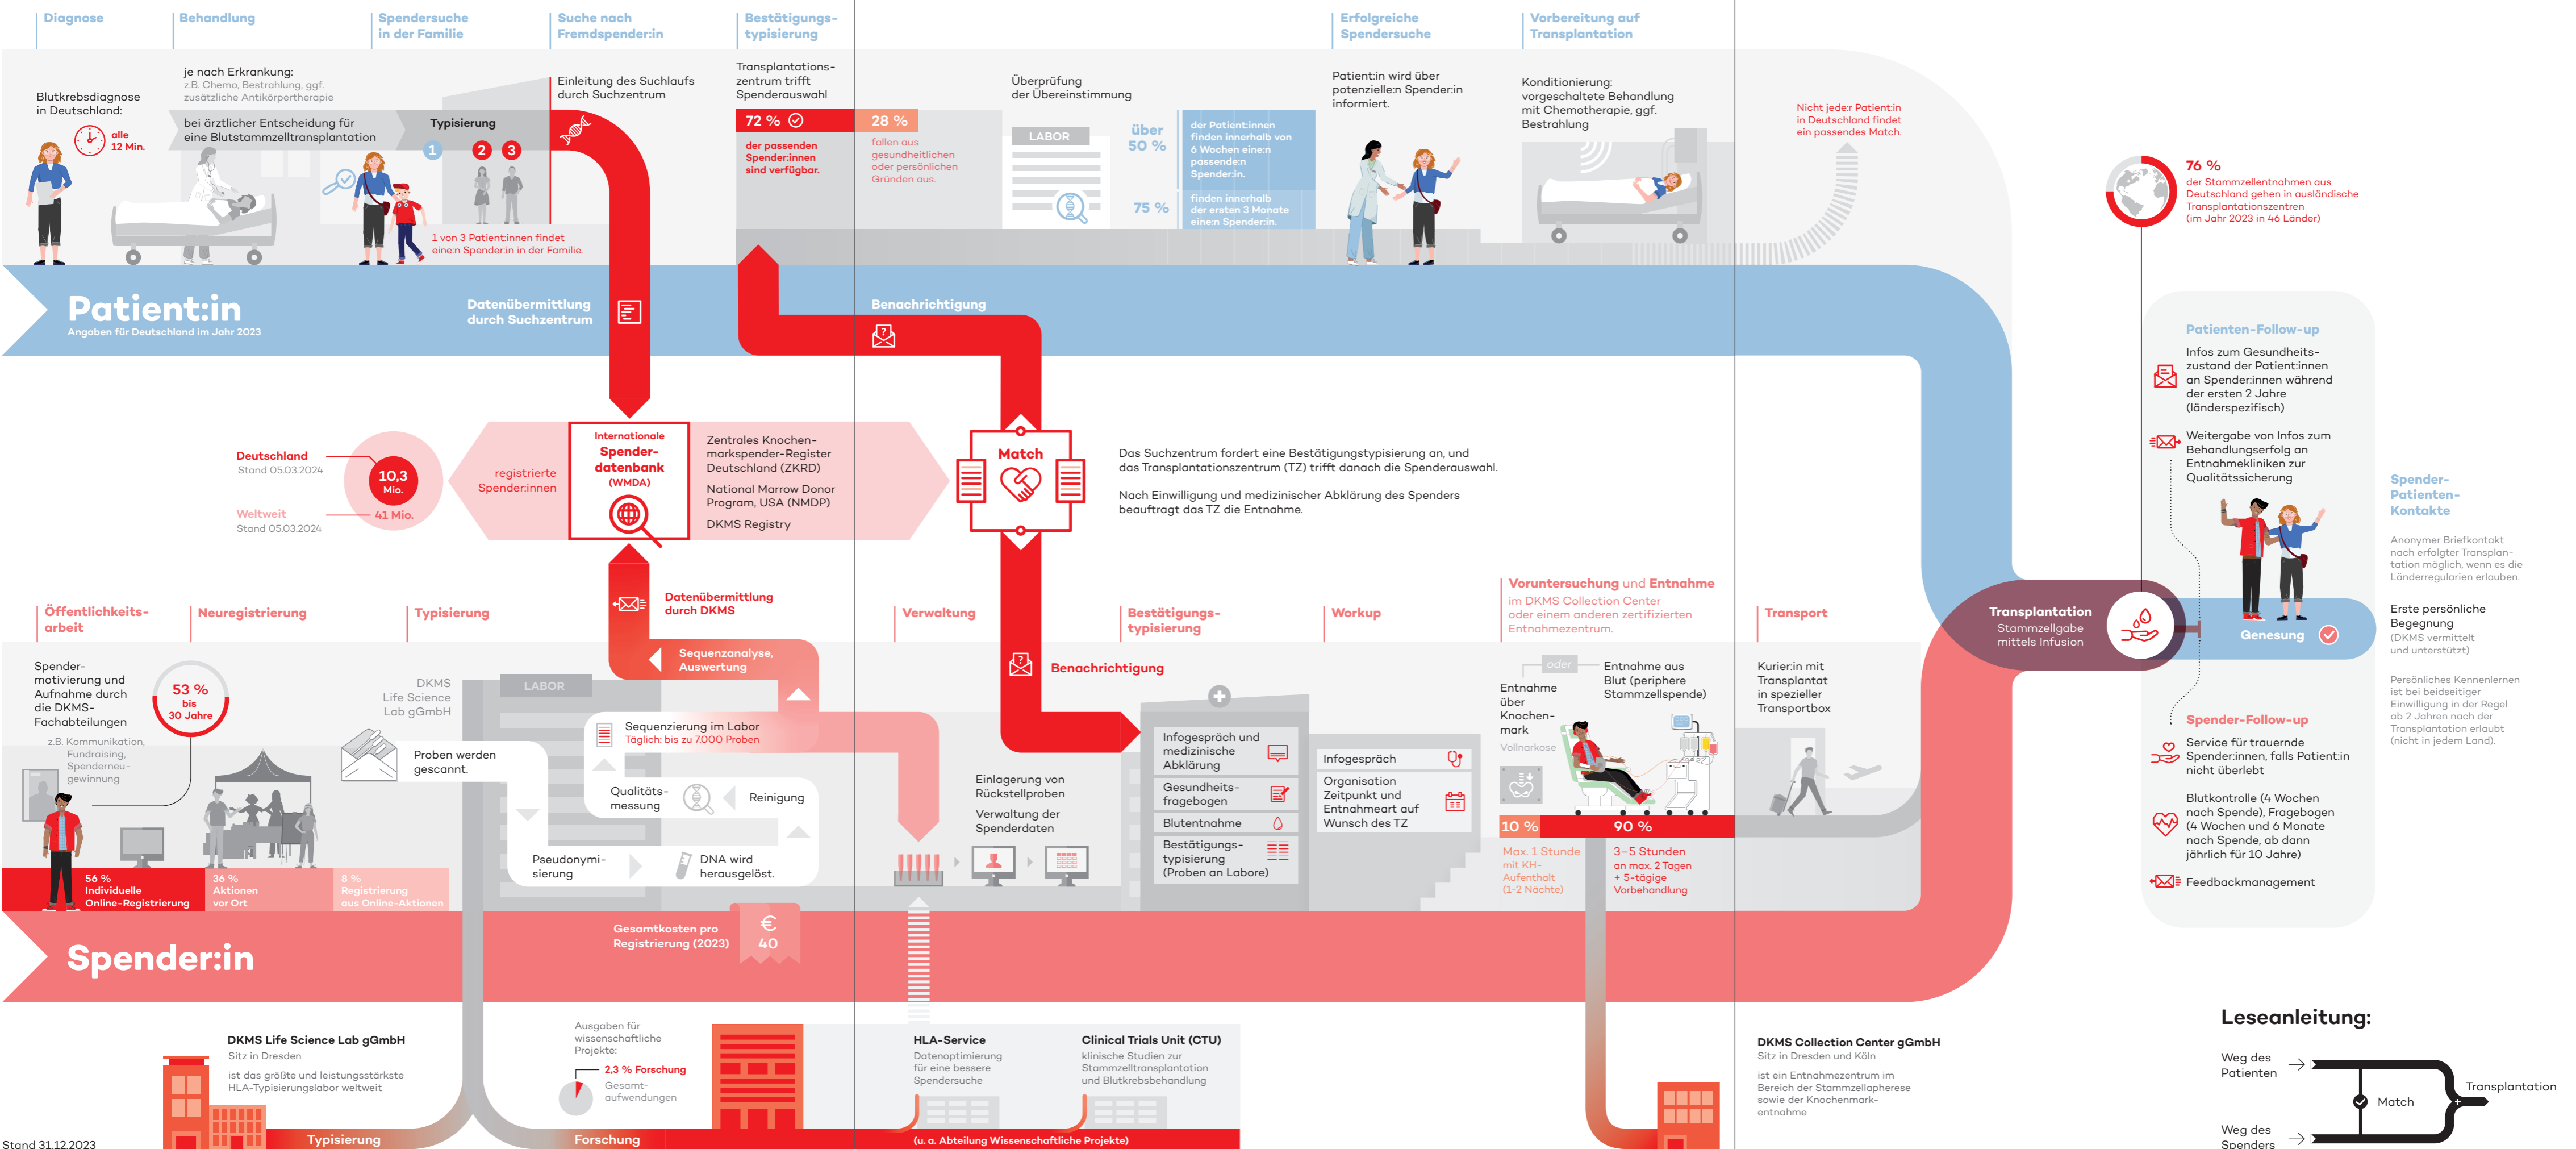 Diagnose
Behandlung
Spendersuche
in der Familie
Suche nach
Fremdspender:in
Bestätigungs-
typisierung
Erfolgreiche
Spendersuche
Vorbereitung auf
Transplantation
Blutkrebsdiagnose
in Deutschland:
alle
12 Min.
je nach Erkrankung:
z.B. Chemo, Bestrahlung, ggf.
zusätzliche Antikörpertherapie
bei ärztlicher Entscheidung für
eine Blutstammzelltransplantation
Typisierung
1
2
3
1 von 3 Patient:innen findet
eine:n Spender:in in der Familie.
Einleitung des Suchlaufs
durch Suchzentrum
Transplantations-
zentrum trifft
Spenderauswahl
72 %
der passenden
Spender:innen
sind verfügbar.
28 %
fallen aus
gesundheitlichen
oder persönlichen
Gründen aus.
Überprüfung
der Übereinstimmung
LABOR
über
50 %
der Patient:innen
finden innerhalb von
6 Wochen eine:n
passende:n
Spender:in.
75 %
finden innerhalb
der ersten 3 Monate
eine:n Spender:in.
Patient:in wird über
potenzielle:n Spender:in
informiert.
Konditionierung:
vorgeschaltete Behandlung
mit Chemotherapie, ggf.
Bestrahlung
Nicht jede:r Patient:in
in Deutschland findet
ein passendes Match.
76 %
der Stammzellentnahmen aus
Deutschland gehen in ausländische
Transplantationszentren
(im Jahr 2023 in 46 Länder)
Patient:in
Angaben für Deutschland im Jahr 2023
Datenübermittlung
durch Suchzentrum
Benachrichtigung
?
Deutschland
Stand 05.03.2024
10,3
Mio.
Weltweit
Stand 05.03.2024
41 Mio.
registrierte
Spender:innen
Internationale
Spender-
datenbank
(WMDA)
Zentrales Knochen-
markspender-Register
Deutschland (ZKRD)
National Marrow Donor
Program, USA (NMDP)
DKMS Registry
Match
Das Suchzentrum fordert eine Bestätigungstypisierung an, und
das Transplantationszentrum (TZ) trifft danach die Spenderauswahl.
Nach Einwilligung und medizinischer Abklärung des Spenders
beauftragt das TZ die Entnahme.
Patienten-Follow-up
Infos zum Gesundheits-
zustand der Patient:innen
an Spender:innen während
der ersten 2 Jahre
(länderspezifisch)
Weitergabe von Infos zum
Behandlungserfolg an
Entnahmekliniken zur
Qualitätssicherung
Spender-
Patienten-
Kontakte
Anonymer Briefkontakt
nach erfolgter Transplan-
tation möglich, wenn es die
Länderregularien erlauben.
Erste persönliche
Begegnung
(DKMS vermittelt
und unterstützt)
Persönliches Kennenlernen
ist bei beidseitiger
Einwilligung in der Regel
ab 2 Jahren nach der
Transplantation erlaubt
(nicht in jedem Land).
Transplantation
Stammzellgabe
mittels Infusion
Genesung
Spender-Follow-up
Service für trauernde
Spender:innen, falls Patient:in
nicht überlebt
Blutkontrolle (4 Wochen
nach Spende), Fragebogen
(4 Wochen und 6 Monate
nach Spende, ab dann
jährlich für 10 Jahre)
Feedbackmanagement
Öffentlichkeits-
arbeit
Neuregistrierung
Typisierung
Datenübermittlung
durch DKMS
Verwaltung
Bestätigungs-
typisierung
Workup
Voruntersuchung und Entnahme
im DKMS Collection Center
oder einem anderen zertifizierten
Entnahmezentrum.
Transport
Spender-
motivierung und
Aufnahme durch
die DKMS-
Fachabteilungen
z.B. Kommunikation,
Fundraising,
Spenderneu-
gewinnung
53 %
bis
30 Jahre
56 %
Individuelle
Online-Registrierung
36 %
Aktionen
vor Ort
8 %
Registrierung
aus Online-Aktionen
DKMS
Life Science
Lab gGmbH
LABOR
Proben werden
gescannt.
Pseudonymi-
sierung
DNA wird
herausgelöst.
Reinigung
Qualitäts-
messung
Sequenzierung im Labor
Täglich: bis zu 7.000 Proben
Sequenzanalyse,
Auswertung
Einlagerung von
Rückstellproben
Verwaltung der
Spenderdaten
?
Benachrichtigung
Infogespräch und
medizinische
Abklärung
Gesundheits-
fragebogen
Blutentnahme
Bestätigungs-
typisierung
(Proben an Labore)
Infogespräch
Organisation
Zeitpunkt und
Entnahmeart auf
Wunsch des TZ
Entnahme
über
Knochen-
mark
Vollnarkose
oder
Entnahme aus
Blut (periphere
Stammzellspende)
10 %
Max. 1 Stunde
mit KH-
Aufenthalt
(1-2 Nächte)
90 %
3–5 Stunden
an max. 2 Tagen
+ 5-tägige
Vorbehandlung
Kurier:in mit
Transplantat
in spezieller
Transportbox
Spender:in
Gesamtkosten pro
Registrierung (2023)
€
40
DKMS Life Science Lab gGmbH
Sitz in Dresden
ist das größte und leistungsstärkste
HLA-Typisierungslabor weltweit
Typisierung
Ausgaben für
wissenschaftliche
Projekte:
2,3 % Forschung
Gesamt-
aufwendungen
Forschung
HLA-Service
Datenoptimierung
für eine bessere
Spendersuche
Clinical Trials Unit (CTU)
klinische Studien zur
Stammzelltransplantation
und Blutkrebsbehandlung
(u. a. Abteilung Wissenschaftliche Projekte)
DKMS Collection Center gGmbH
Sitz in Dresden und Köln
ist ein Entnahmezentrum im
Bereich der Stammzellapherese
sowie der Knochenmark-
entnahme
Leseanleitung:
Weg des
Patienten
Match
Transplantation
Weg des
Spenders
Stand 31.12.2023